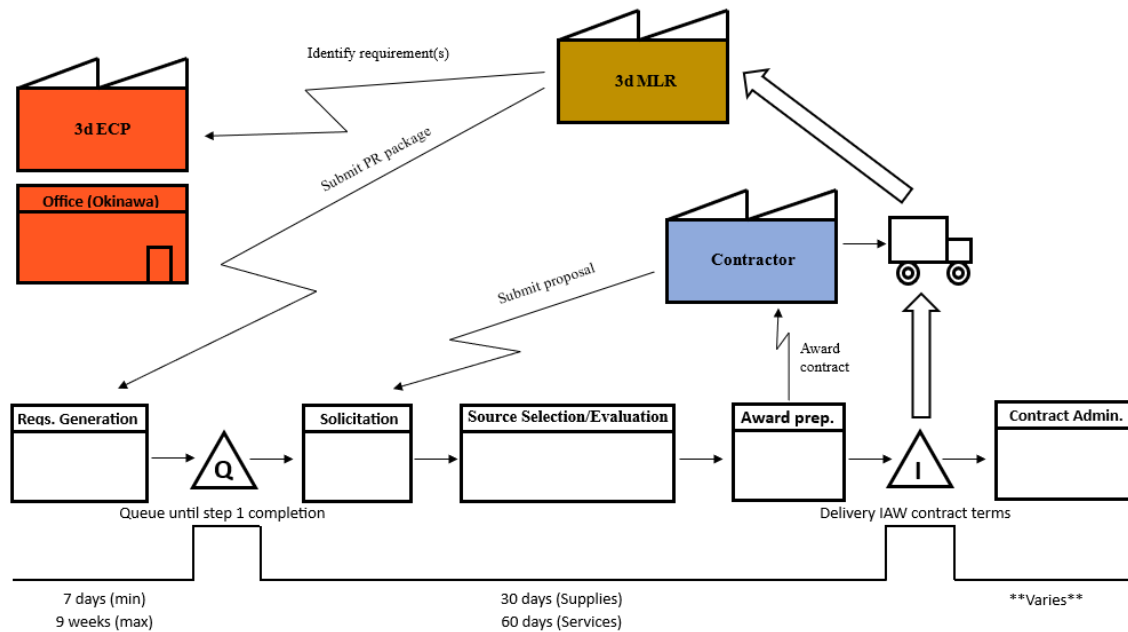 Identify requirement(s)
3d MLR
3d ECP
Submit PR package
Office (Okinawa)
Contractor
Submit proposal
Award
contract
Reqs. Generation
Solicitation
Source Selection/Evaluation
Award prep.
Contract Admin.
Q
I
Queue until step 1 completion
Delivery IAW contract terms
7 days (min)
9 weeks (max)
30 days (Supplies)
60 days (Services)
**Varies**